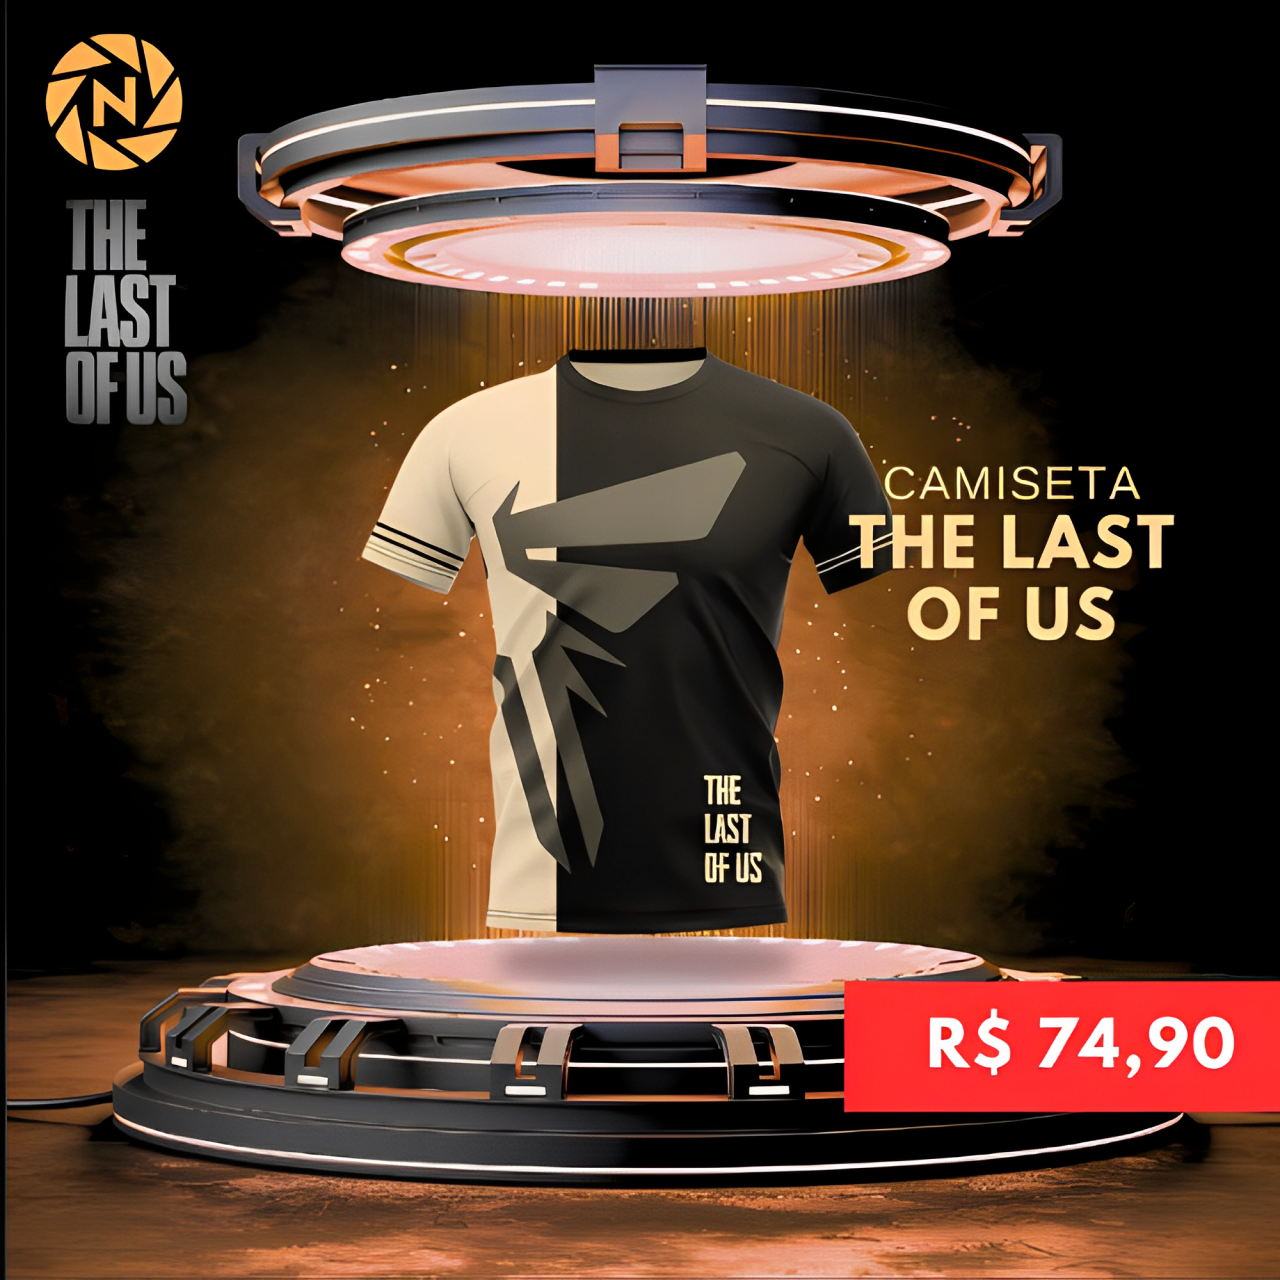 N
THE
LAST
OF US
CAMISETA
THE LAST
OF US
THE
LAST
OF US
R$ 74,90